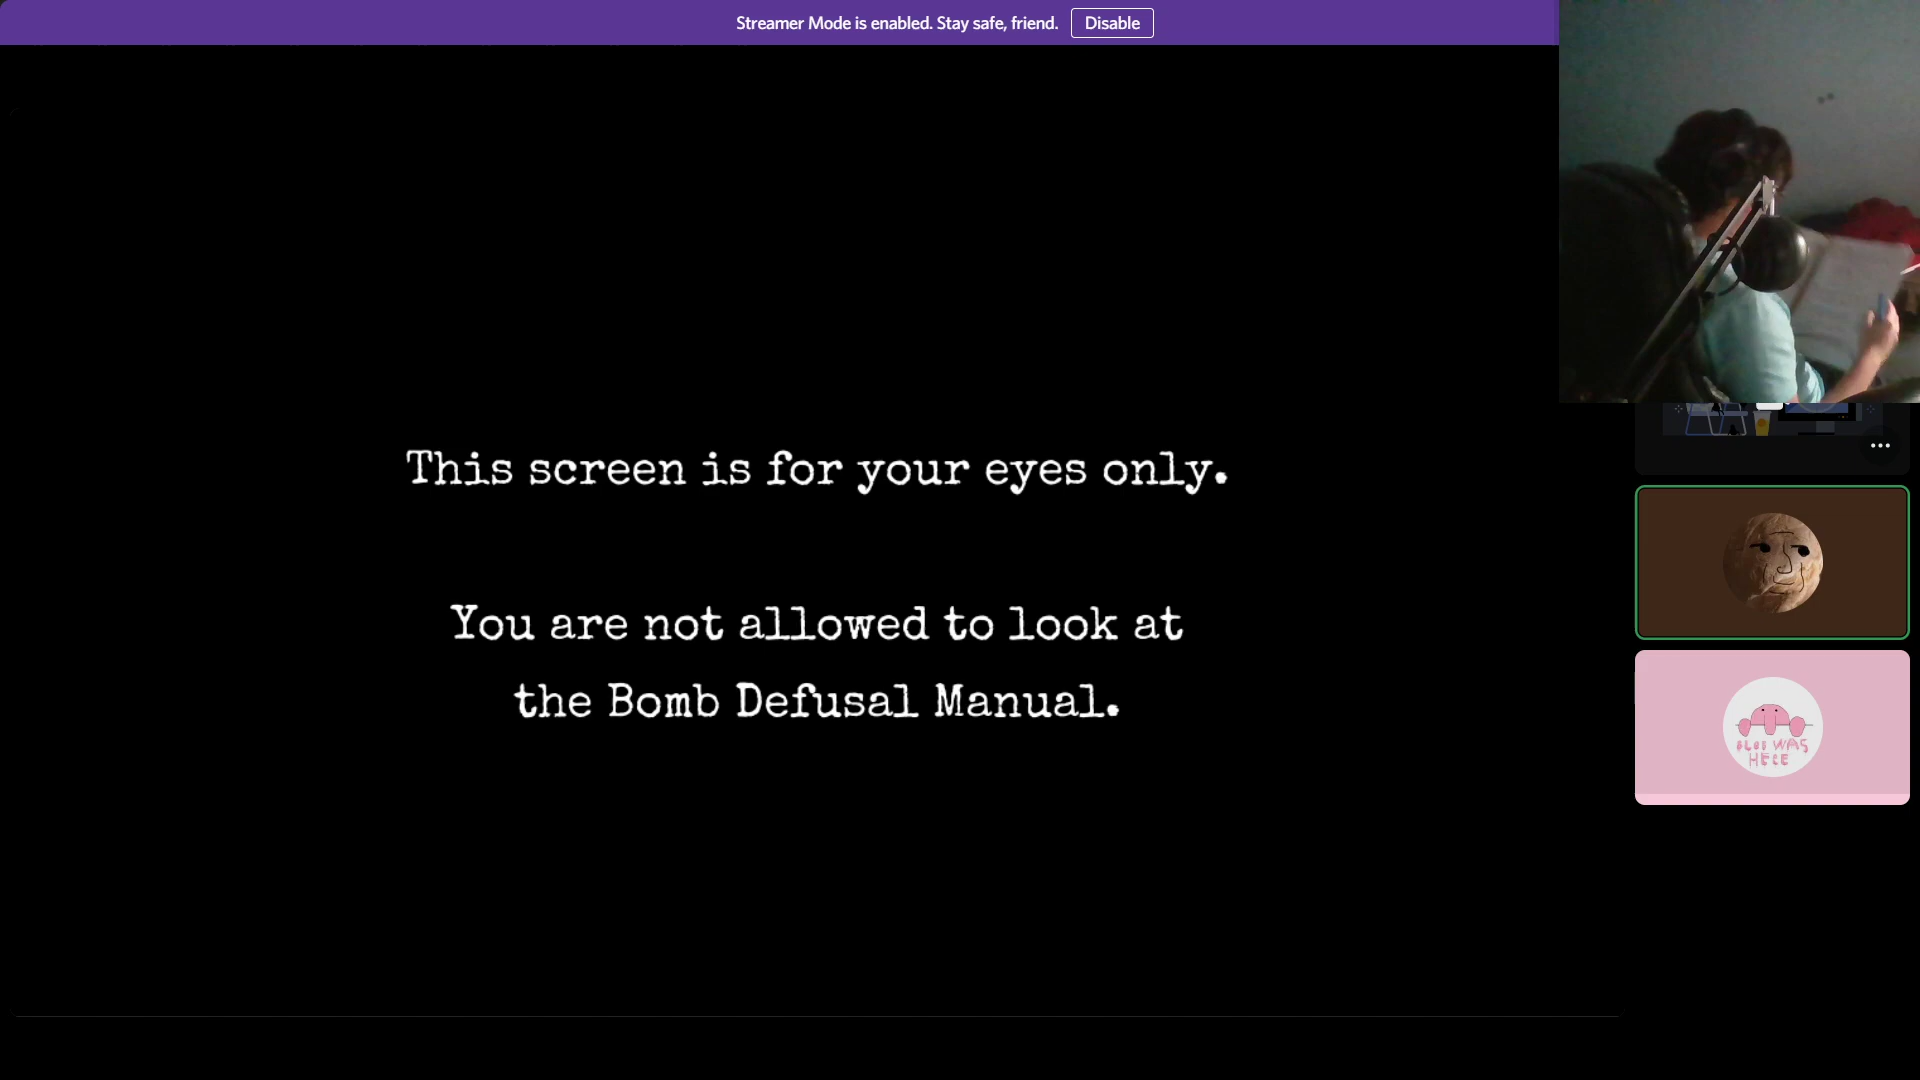 Streamer Mode is enabled. Stay safe, friend. Disable
This screen is for your eyes only.
You are not allowed to look at
the Bomb Defusal Manual.
WAS
HERE